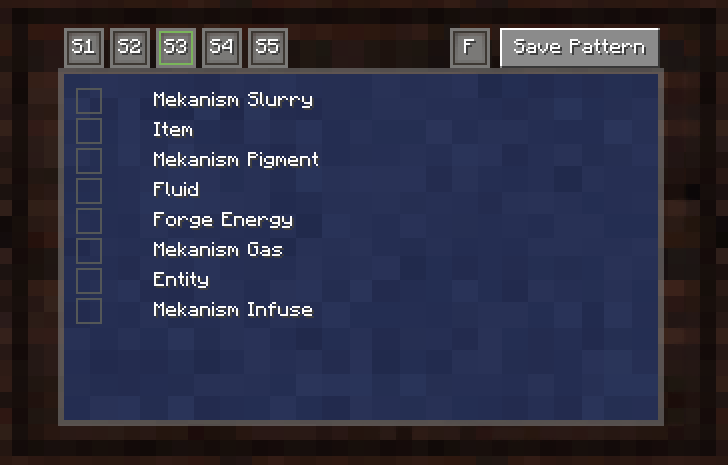 S1 S2 S3 S4 S5 F Save Pattern
Mekanism Slurry
Item
Mekanism Pigment
Fluid
Forge Energy
Mekanism Gas
Entity
Mekanism Infuse